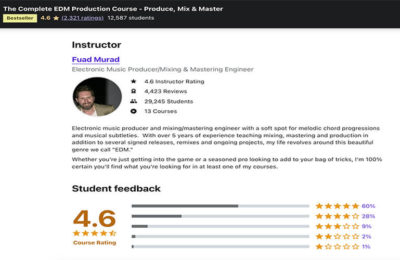 The Complete EDM Production Course - Produce, Mix & Master
Bestseller 4.6 ★ (2,321 ratings) 12,587 students
Instructor
Fuad Murad
Electronic Music Producer/Mixing & Mastering Engineer
4.6 Instructor Rating
4,423 Reviews
29,245 Students
13 Courses
Electronic music producer and mixing/mastering engineer with a soft spot for melodic chord progressions
and musical subtleties. With over 5 years of experience teaching mixing, mastering and production in
addition to several signed releases, remixes and ongoing projects, my life revolves around this beautiful
genre we call "EDM."
Whether you're just getting into the game or a seasoned pro looking to add to your bag of tricks, I'm 100%
certain you'll find what you're looking for in at least one of my courses.
Student feedback
4.6
Course Rating
60%
28%
9%
2%
1%